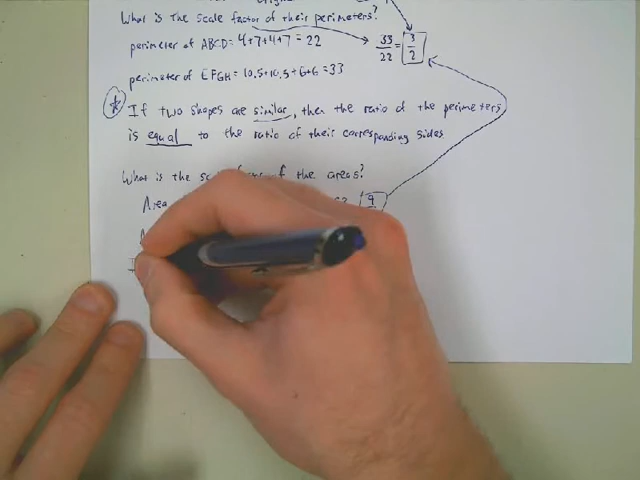 What is the scale factor of their perimeters?
perimeter of ABCD = 4+7+4+7 = 22
33/22 = 3/2
perimeter of EFGH = 10.5+10.5+6+6 = 33
* If two shapes are similar, then the ratio of the perimeters
is equal to the ratio of their corresponding sides
What is the of the areas?
Area 9